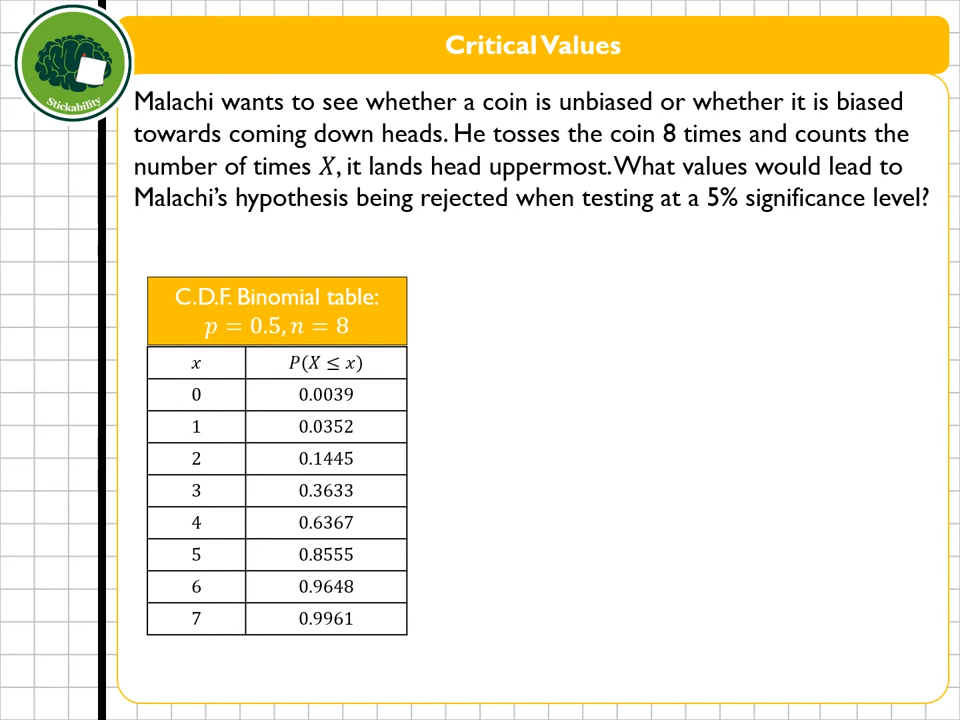 Critical Values
Stickability
Malachi wants to see whether a coin is unbiased or whether it is biased
towards coming down heads. He tosses the coin 8 times and counts the
number of times X, it lands head uppermost. What values would lead to
Malachi's hypothesis being rejected when testing at a 5% significance level?
C.D.F. Binomial table:
p = 0.5, n = 8
x P(X ≤ x)
0 0.0039
1 0.0352
2 0.1445
3 0.3633
4 0.6367
5 0.8555
6 0.9648
7 0.9961